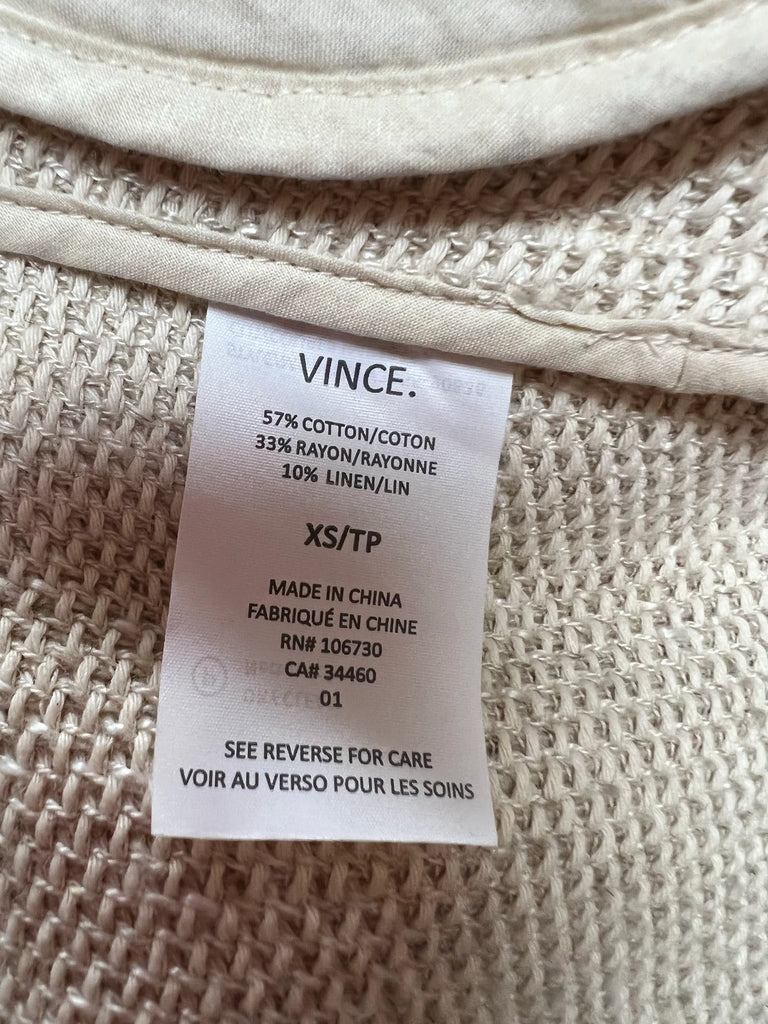 VINCE.
57% COTTON/COTON
33% RAYON/RAYONNE
10% LINEN/LIN
XS/TP
MADE IN CHINA
FABRIQUÉ EN CHINE
RN# 106730
CA# 34460
01
SEE REVERSE FOR CARE
VOIR AU VERSO POUR LES SOINS